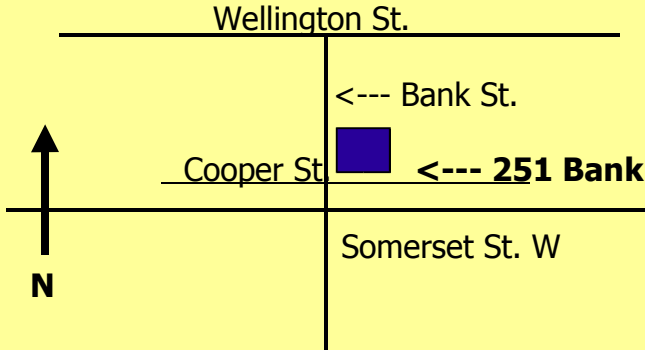 Wellington St.
<--- Bank St.
Cooper St.
<--- 251 Bank
Somerset St. W
N